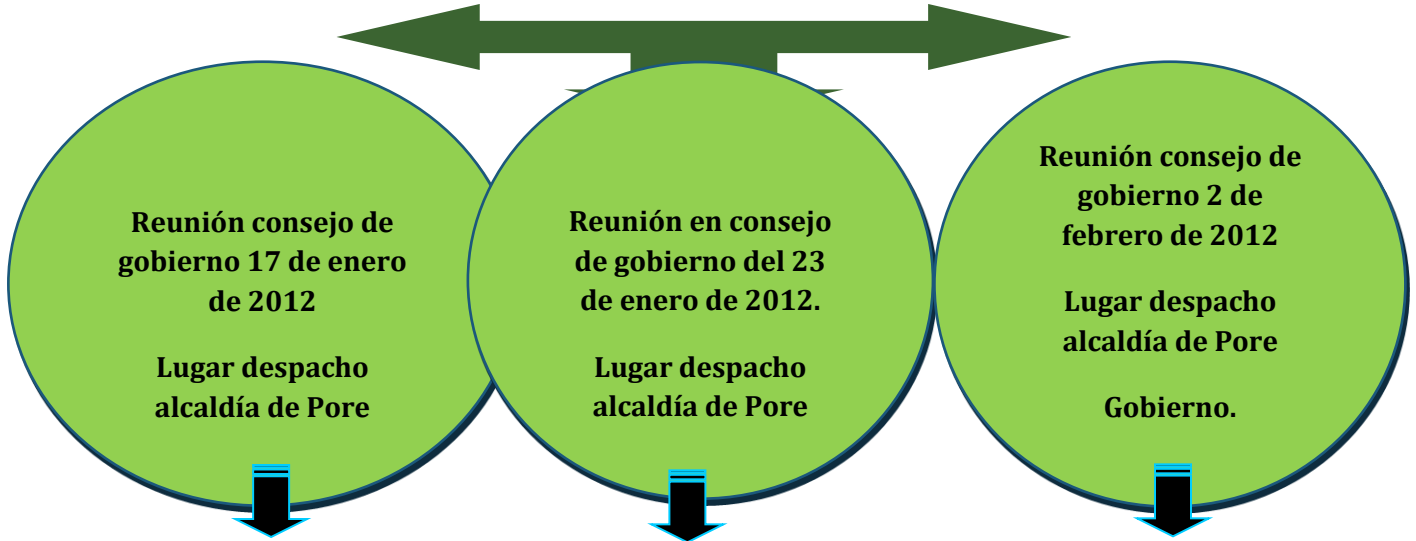 Reunión consejo de
gobierno 17 de enero
de 2012
Lugar despacho
alcaldía de Pore
Reunión en consejo
de gobierno del 23
de enero de 2012.
Lugar despacho
alcaldía de Pore
Reunión consejo de
gobierno 2 de
febrero de 2012
Lugar despacho
alcaldía de Pore
Gobierno.